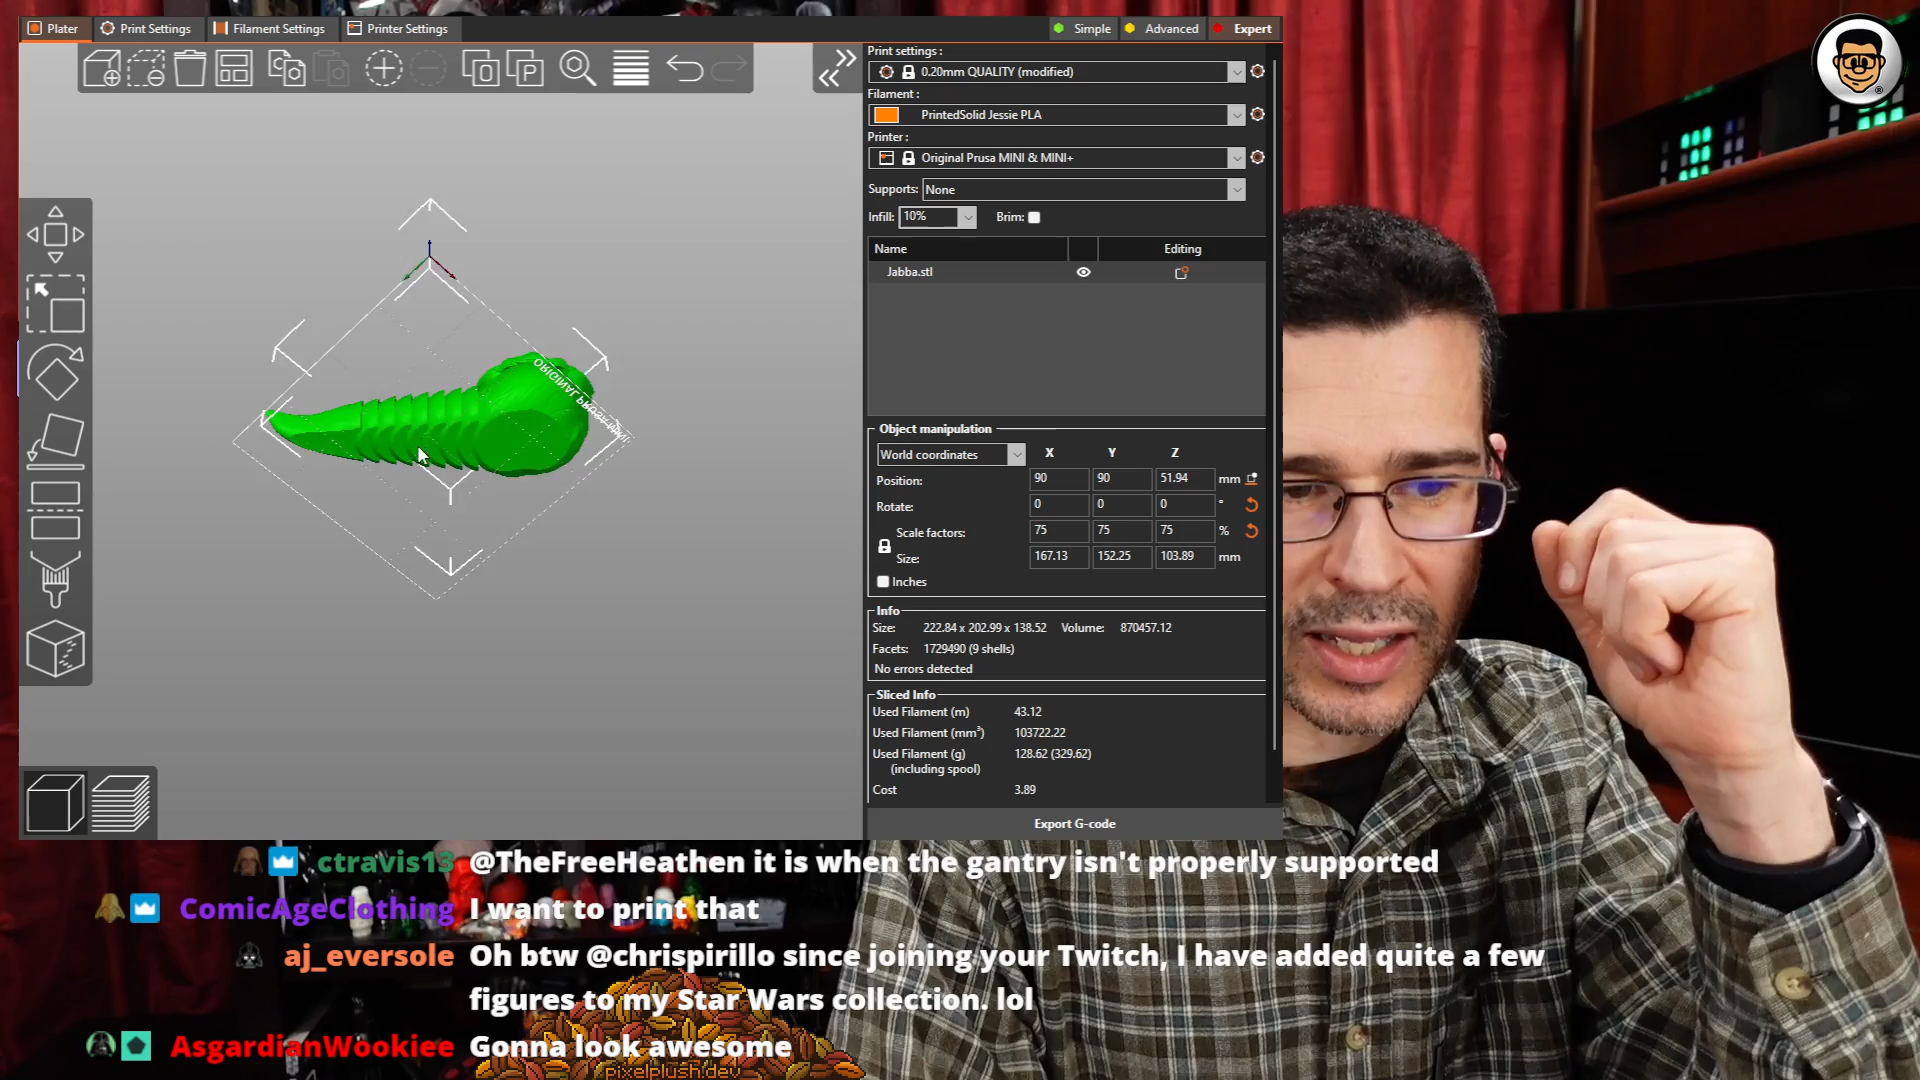 Plater Print Settings Filament Settings Printer Settings Simple Advanced Expert
Print settings :
0.20mm QUALITY (modified)
Filament :
PrintedSolid Jessie PLA
Printer :
Original Prusa MINI & MINI+
Supports: None
Infill: 10% Brim:
Name Editing
Jabba.stl
Object manipulation
World coordinates X Y Z
Position: 90 90 51.94 mm
Rotate: 0 0 0 °
Scale factors: 75 75 75 %
Size: 167.13 152.25 103.89 mm
Inches
Info
Size: 222.84 x 202.99 x 138.52 Volume: 870457.12
Facets: 1729490 (9 shells)
No errors detected
Sliced Info
Used Filament (m) 43.12
Used Filament (mm³) 103722.22
Used Filament (g) 128.62 (329.62)
(including spool)
Cost 3.89
Export G-code
ORIGINAL PRUSA MINI
ctravis13 @TheFreeHeathen it is when the gantry isn't properly supported
ComicAgeClothing I want to print that
aj_eversole Oh btw @chrispirillo since joining your Twitch, I have added quite a few
figures to my Star Wars collection. lol
AsgardianWookiee Gonna look awesome
pixelplush.dev